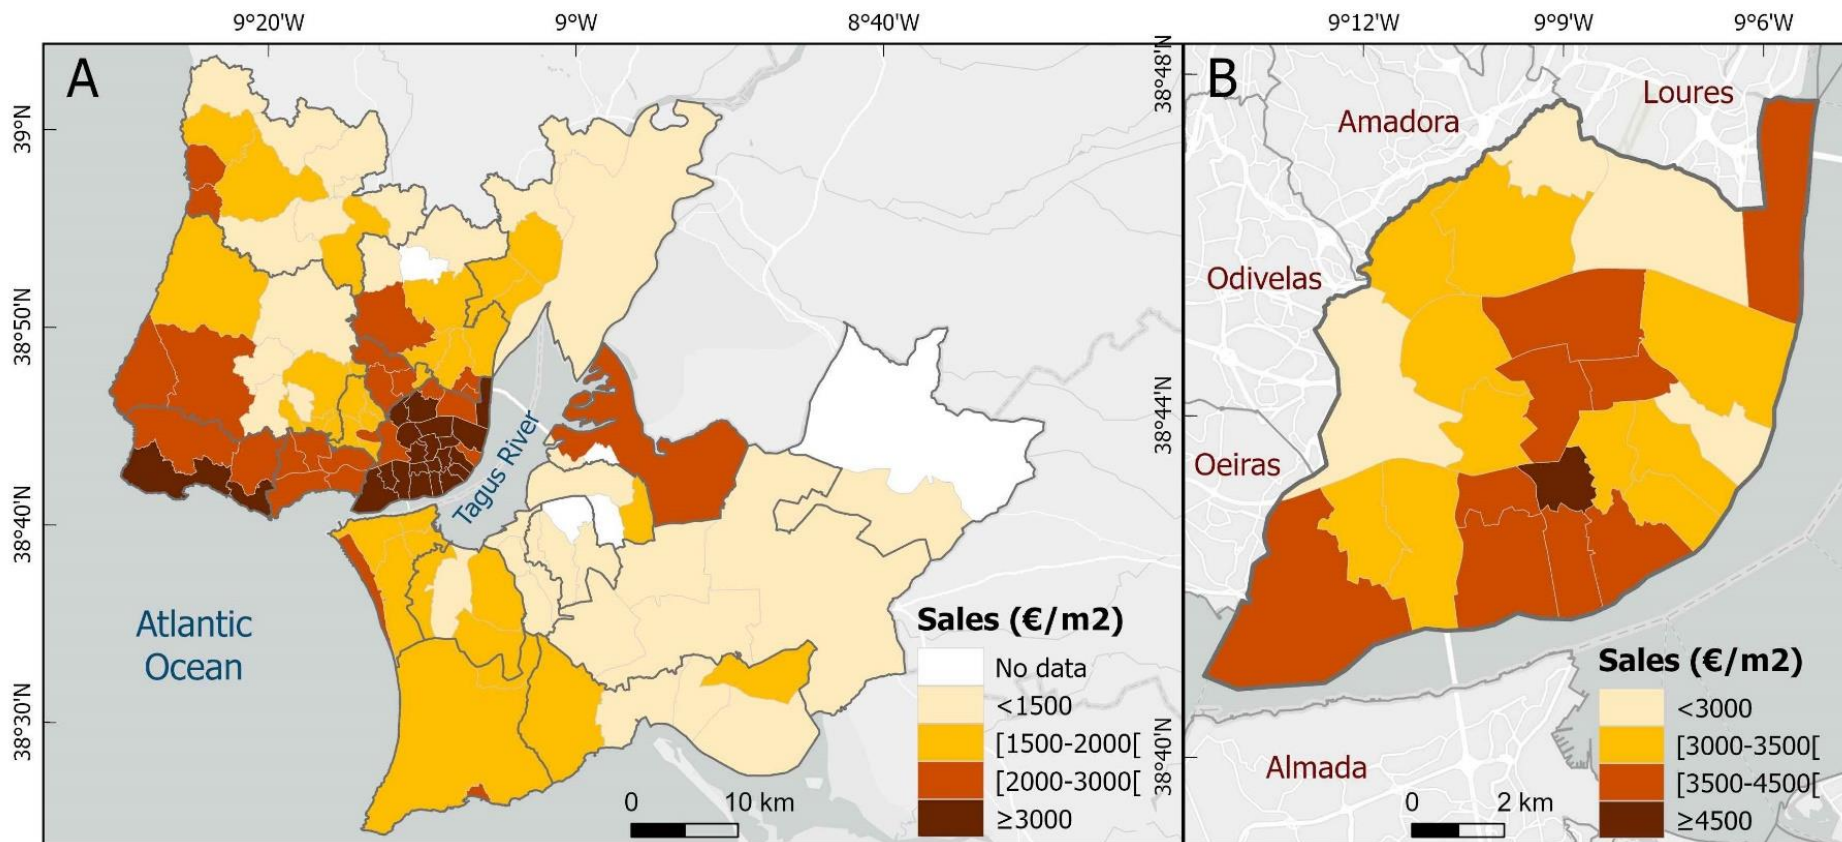 9°20'W
9°W
8°40'W
9°12'W
9°9'W
9°6'W
A
39°N
38°50'N
38°40'N
38°30'N
Tagus River
Atlantic
Ocean
Sales (€/m2)
No data
<1500
[1500-2000[
[2000-3000[
≥3000
0 10 km
B
38°48'N
38°44'N
38°40'N
Loures
Amadora
Odivelas
Oeiras
Almada
Sales (€/m2)
<3000
[3000-3500[
[3500-4500[
≥4500
0 2 km